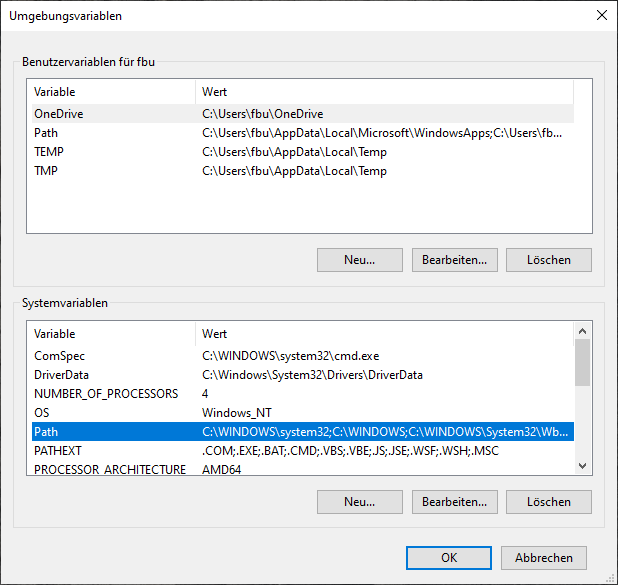 Umgebungsvariablen
Benutzervariablen für fbu
Variable Wert
OneDrive C:\Users\fbu\OneDrive
Path C:\Users\fbu\AppData\Local\Microsoft\WindowsApps;C:\Users\fb...
TEMP C:\Users\fbu\AppData\Local\Temp
TMP C:\Users\fbu\AppData\Local\Temp
Neu... Bearbeiten... Löschen
Systemvariablen
Variable Wert
ComSpec C:\WINDOWS\system32\cmd.exe
DriverData C:\Windows\System32\Drivers\DriverData
NUMBER_OF_PROCESSORS 4
OS Windows_NT
Path C:\WINDOWS\system32;C:\WINDOWS;C:\WINDOWS\System32\Wb...
PATHEXT .COM;.EXE;.BAT;.CMD;.VBS;.VBE;.JS;.JSE;.WSF;.WSH;.MSC
PROCESSOR_ARCHITECTURE AMD64
Neu... Bearbeiten... Löschen
OK Abbrechen